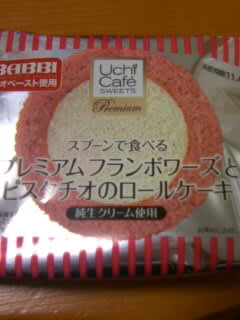 BABBI
オペースト使用
Uchi
Café
SWEETS
Premium
スプーンで食べる
プレミアムフランボワーズと
ピスタチオのロールケーキ
純生クリーム使用